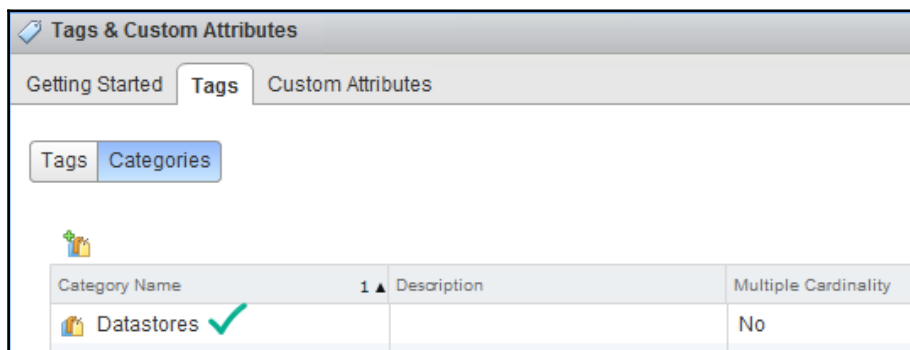 Tags & Custom Attributes
Getting Started Tags Custom Attributes
Tags Categories
Category Name 1 Description Multiple Cardinality
Datastores No